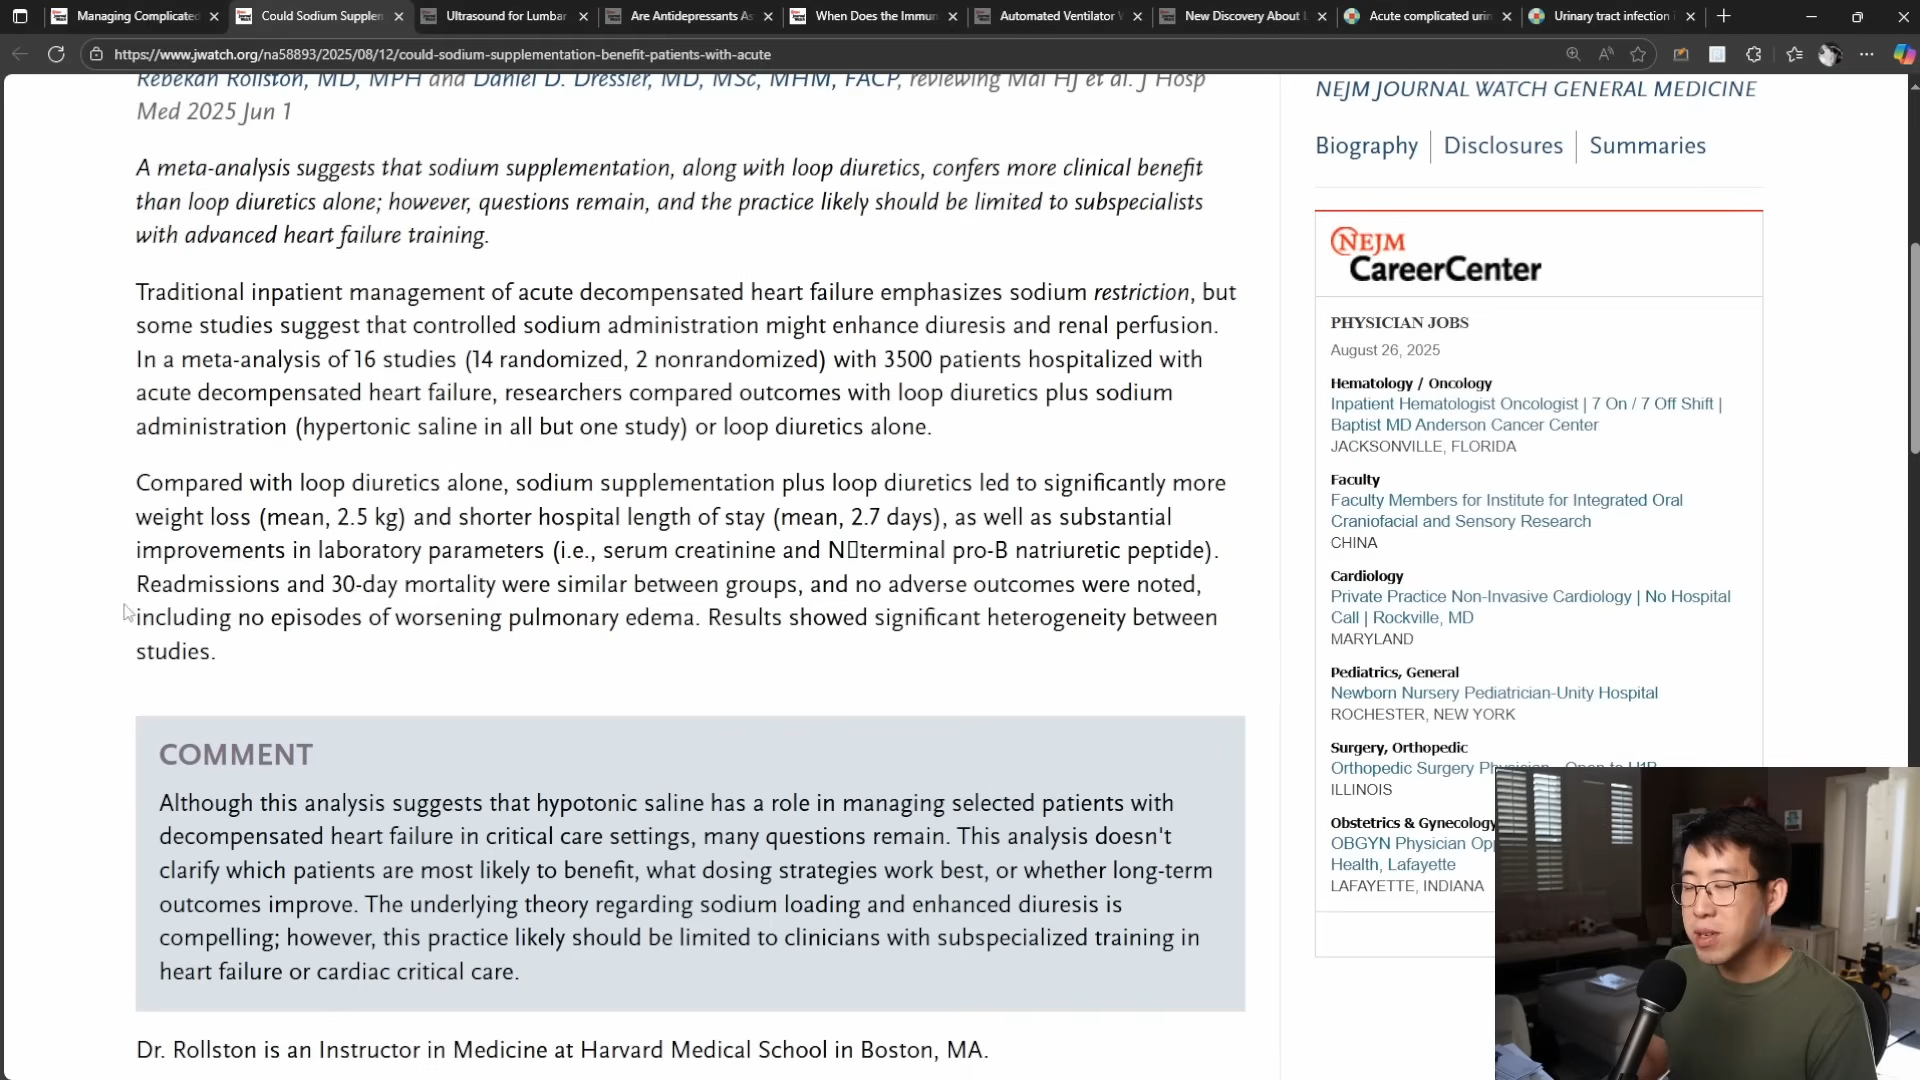 Managing Complicated
Could Sodium Supplem
Ultrasound for Lumbar
Are Antidepressants As
When Does the Immun
Automated Ventilator
New Discovery About
Acute complicated urin
Urinary tract infection
https://www.jwatch.org/na58893/2025/08/12/could-sodium-supplementation-benefit-patients-with-acute
Rebekah Rollston, MD, MPH and Daniel D. Dressler, MD, MSc, MHM, FACP, reviewing Mai HJ et al. J Hosp
Med 2025 Jun 1
A meta-analysis suggests that sodium supplementation, along with loop diuretics, confers more clinical benefit
than loop diuretics alone; however, questions remain, and the practice likely should be limited to subspecialists
with advanced heart failure training.
Traditional inpatient management of acute decompensated heart failure emphasizes sodium restriction, but
some studies suggest that controlled sodium administration might enhance diuresis and renal perfusion.
In a meta-analysis of 16 studies (14 randomized, 2 nonrandomized) with 3500 patients hospitalized with
acute decompensated heart failure, researchers compared outcomes with loop diuretics plus sodium
administration (hypertonic saline in all but one study) or loop diuretics alone.
Compared with loop diuretics alone, sodium supplementation plus loop diuretics led to significantly more
weight loss (mean, 2.5 kg) and shorter hospital length of stay (mean, 2.7 days), as well as substantial
improvements in laboratory parameters (i.e., serum creatinine and N▯terminal pro-B natriuretic peptide).
Readmissions and 30-day mortality were similar between groups, and no adverse outcomes were noted,
including no episodes of worsening pulmonary edema. Results showed significant heterogeneity between
studies.
COMMENT
Although this analysis suggests that hypotonic saline has a role in managing selected patients with
decompensated heart failure in critical care settings, many questions remain. This analysis doesn't
clarify which patients are most likely to benefit, what dosing strategies work best, or whether long-term
outcomes improve. The underlying theory regarding sodium loading and enhanced diuresis is
compelling; however, this practice likely should be limited to clinicians with subspecialized training in
heart failure or cardiac critical care.
Dr. Rollston is an Instructor in Medicine at Harvard Medical School in Boston, MA.
NEJM JOURNAL WATCH GENERAL MEDICINE
Biography Disclosures Summaries
NEJM
CareerCenter
PHYSICIAN JOBS
August 26, 2025
Hematology / Oncology
Inpatient Hematologist Oncologist | 7 On / 7 Off Shift |
Baptist MD Anderson Cancer Center
JACKSONVILLE, FLORIDA
Faculty
Faculty Members for Institute for Integrated Oral
Craniofacial and Sensory Research
CHINA
Cardiology
Private Practice Non-Invasive Cardiology | No Hospital
Call | Rockville, MD
MARYLAND
Pediatrics, General
Newborn Nursery Pediatrician-Unity Hospital
ROCHESTER, NEW YORK
Surgery, Orthopedic
Orthopedic Surgery Physician - Open to H1B
ILLINOIS
Obstetrics & Gynecology
OBGYN Physician Opp
Health, Lafayette
LAFAYETTE, INDIANA